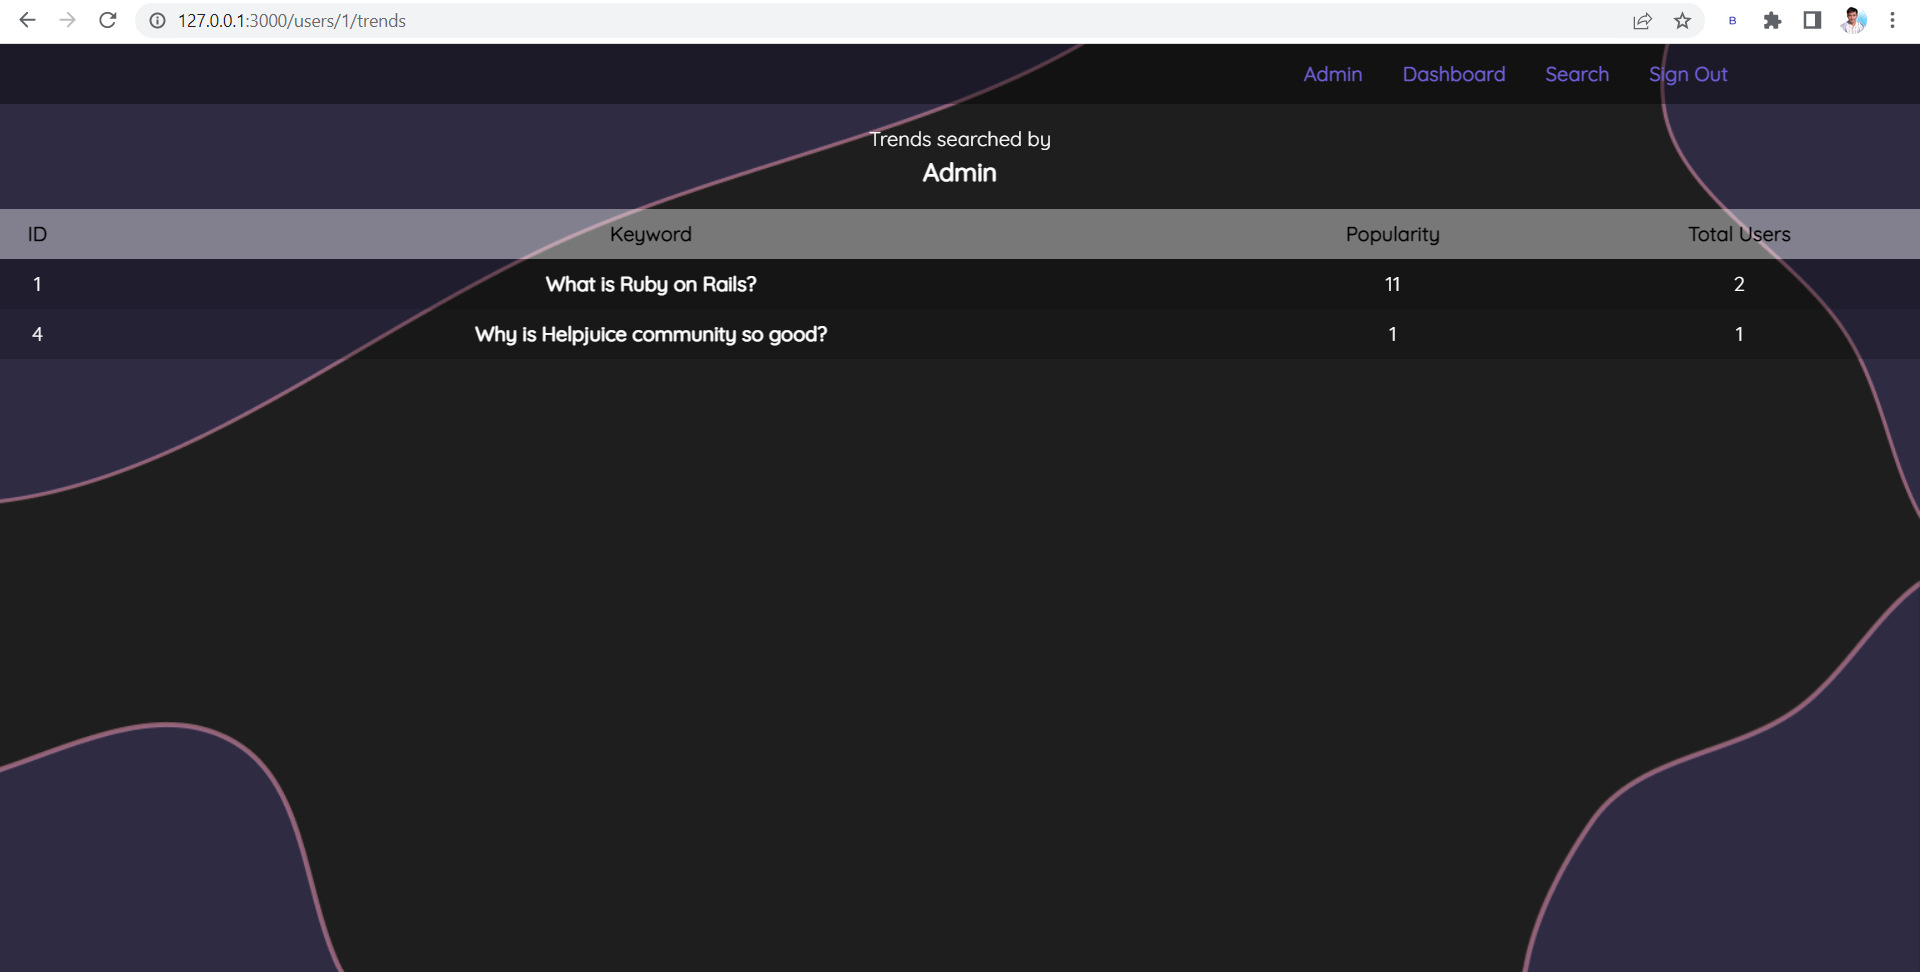 127.0.0.1:3000/users/1/trends
B
Admin Dashboard Search Sign Out
Trends searched by
Admin
ID Keyword Popularity Total Users
1 What is Ruby on Rails? 11 2
4 Why is Helpjuice community so good? 1 1